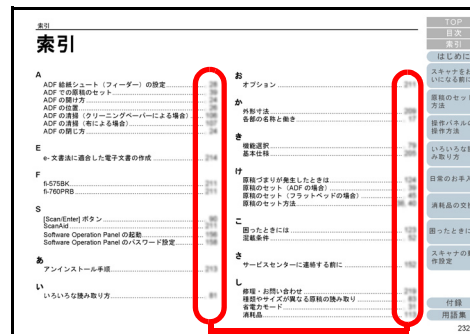 索引
索引
A
ADF 給紙シュート(フィーダー)の設定
ADF での原稿のセット
ADF の開け方
ADF の位置
ADF の清掃(クリーニングペーパーによる場合)
ADF の清掃(布による場合)
ADF の閉じ方
E
e-文書法に適合した電子文書の作成
F
fi-575BK
fi-760PRB
S
[Scan/Enter] ボタン
ScanAid
Software Operation Panel の起動
Software Operation Panel のパスワード設定
あ
アンインストール手順
い
いろいろな読み取り方
お
オプション
か
外形寸法
各部の名称と働き
き
機能選択
基本仕様
け
原稿づまりが発生したときは
原稿のセット(ADF の場合)
原稿のセット(フラットベッドの場合)
原稿のセット方法
こ
困ったときには
混載条件
さ
サービスセンターに連絡する前に
し
修理・お問い合わせ
種類やサイズが異なる原稿の読み取り
省電力モード
消耗品
TOP
目次
索引
はじめに
スキャナをお
いになる前に
原稿のセット
方法
操作パネルの
操作方法
いろいろな読
み取り方
日常のお手入
消耗品の交換
困ったときに
スキャナの動
作設定
付録
用語集
232